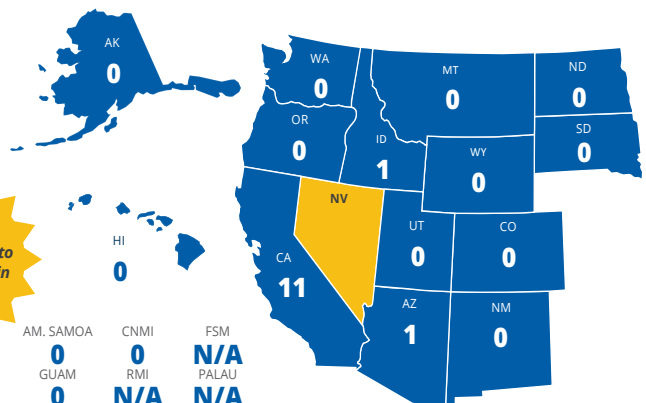 AK
0
WA
0
MT
0
ND
0
OR
0
ID
1
SD
0
WY
0
NV
HI
0
CA
11
UT
0
CO
0
AZ
1
NM
0
to
in
AM. SAMOA CNMI FSM
0 0 N/A
GUAM RMI PALAU
0 N/A N/A